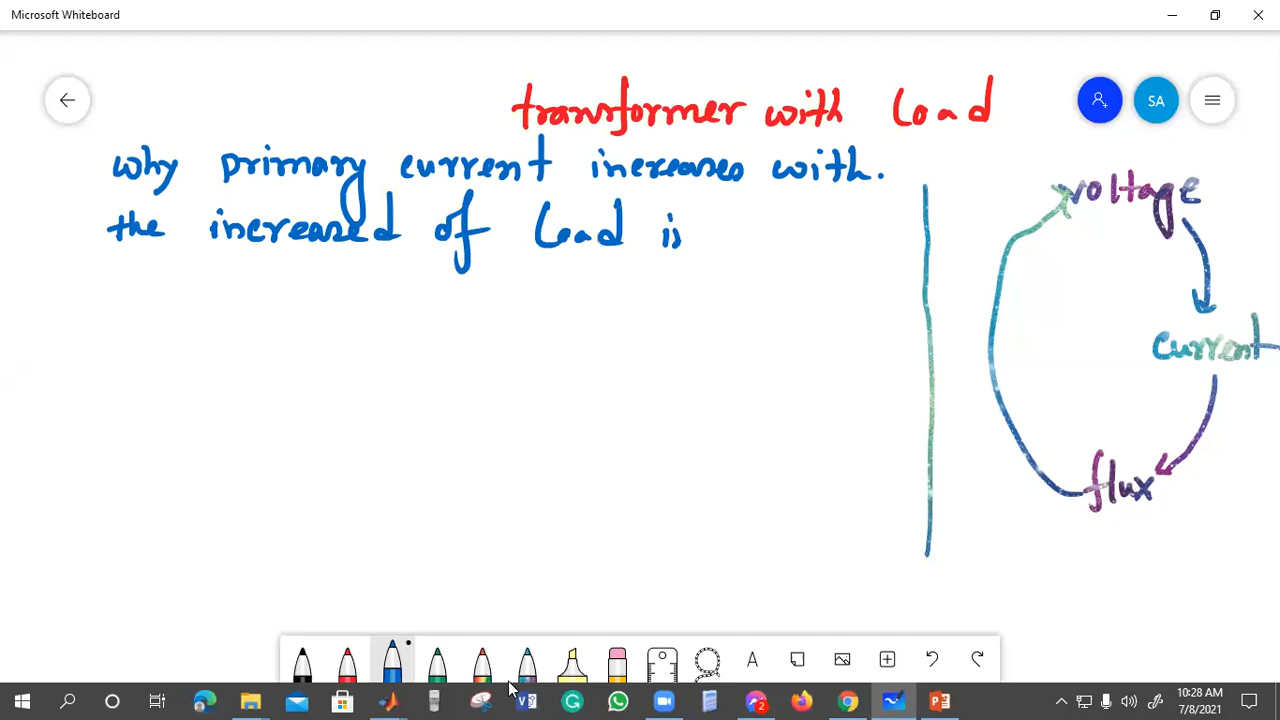 Microsoft Whiteboard
transformer with Load
SA
why primary current increases with.
the increased of Load is
voltage
current
flux
A
2
10:28 AM
7/8/2021